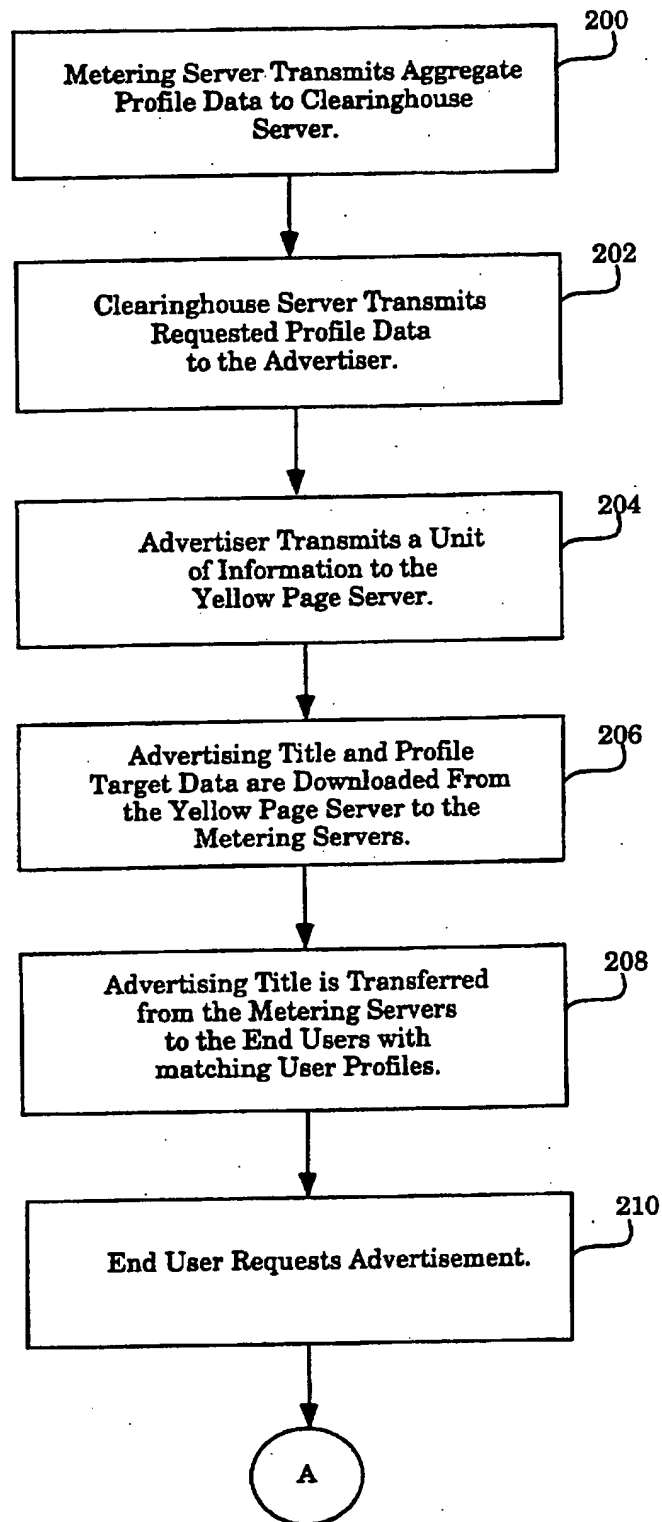 200
Metering Server Transmits Aggregate
Profile Data to Clearinghouse
Server.
202
Clearinghouse Server Transmits
Requested Profile Data
to the Advertiser.
204
Advertiser Transmits a Unit
of Information to the
Yellow Page Server.
206
Advertising Title and Profile
Target Data are Downloaded From
the Yellow Page Server to the
Metering Servers.
208
Advertising Title is Transferred
from the Metering Servers
to the End Users with
matching User Profiles.
210
End User Requests Advertisement.
A